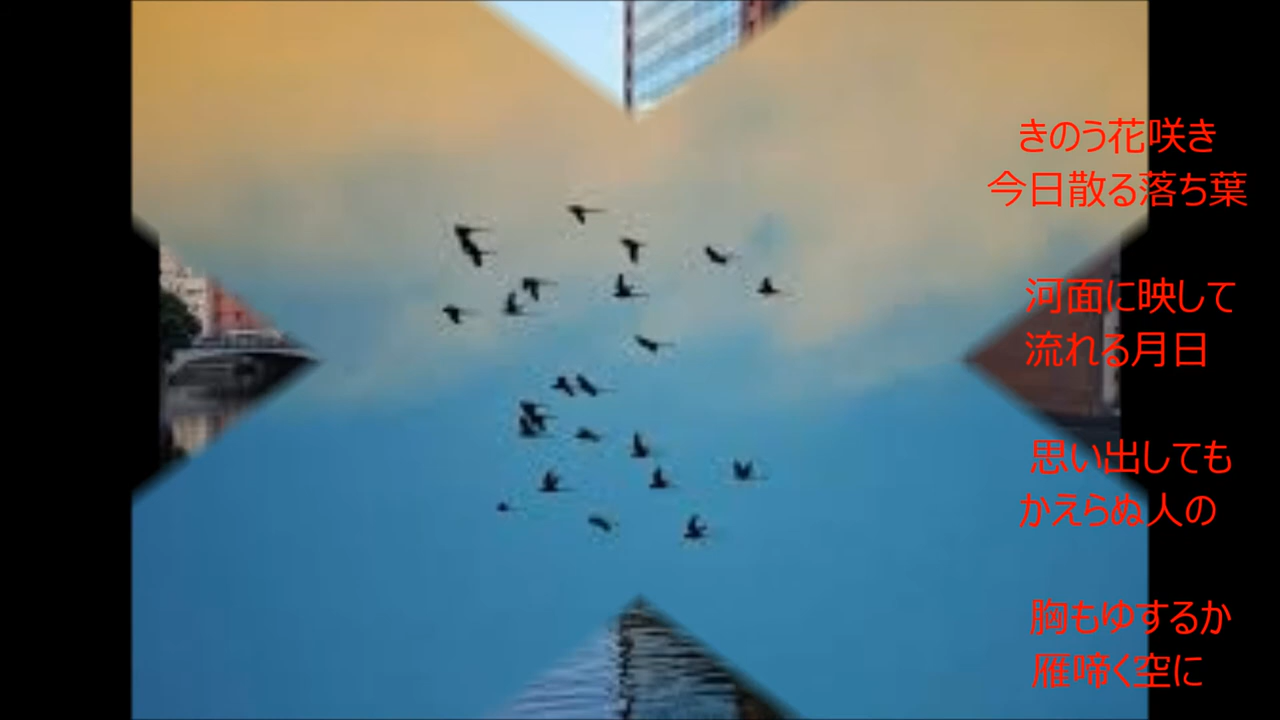 きのう花咲き
今日散る落ち葉
河面に映して
流れる月日
思い出しても
かえらぬ人の
胸もゆするか
雁啼く空に